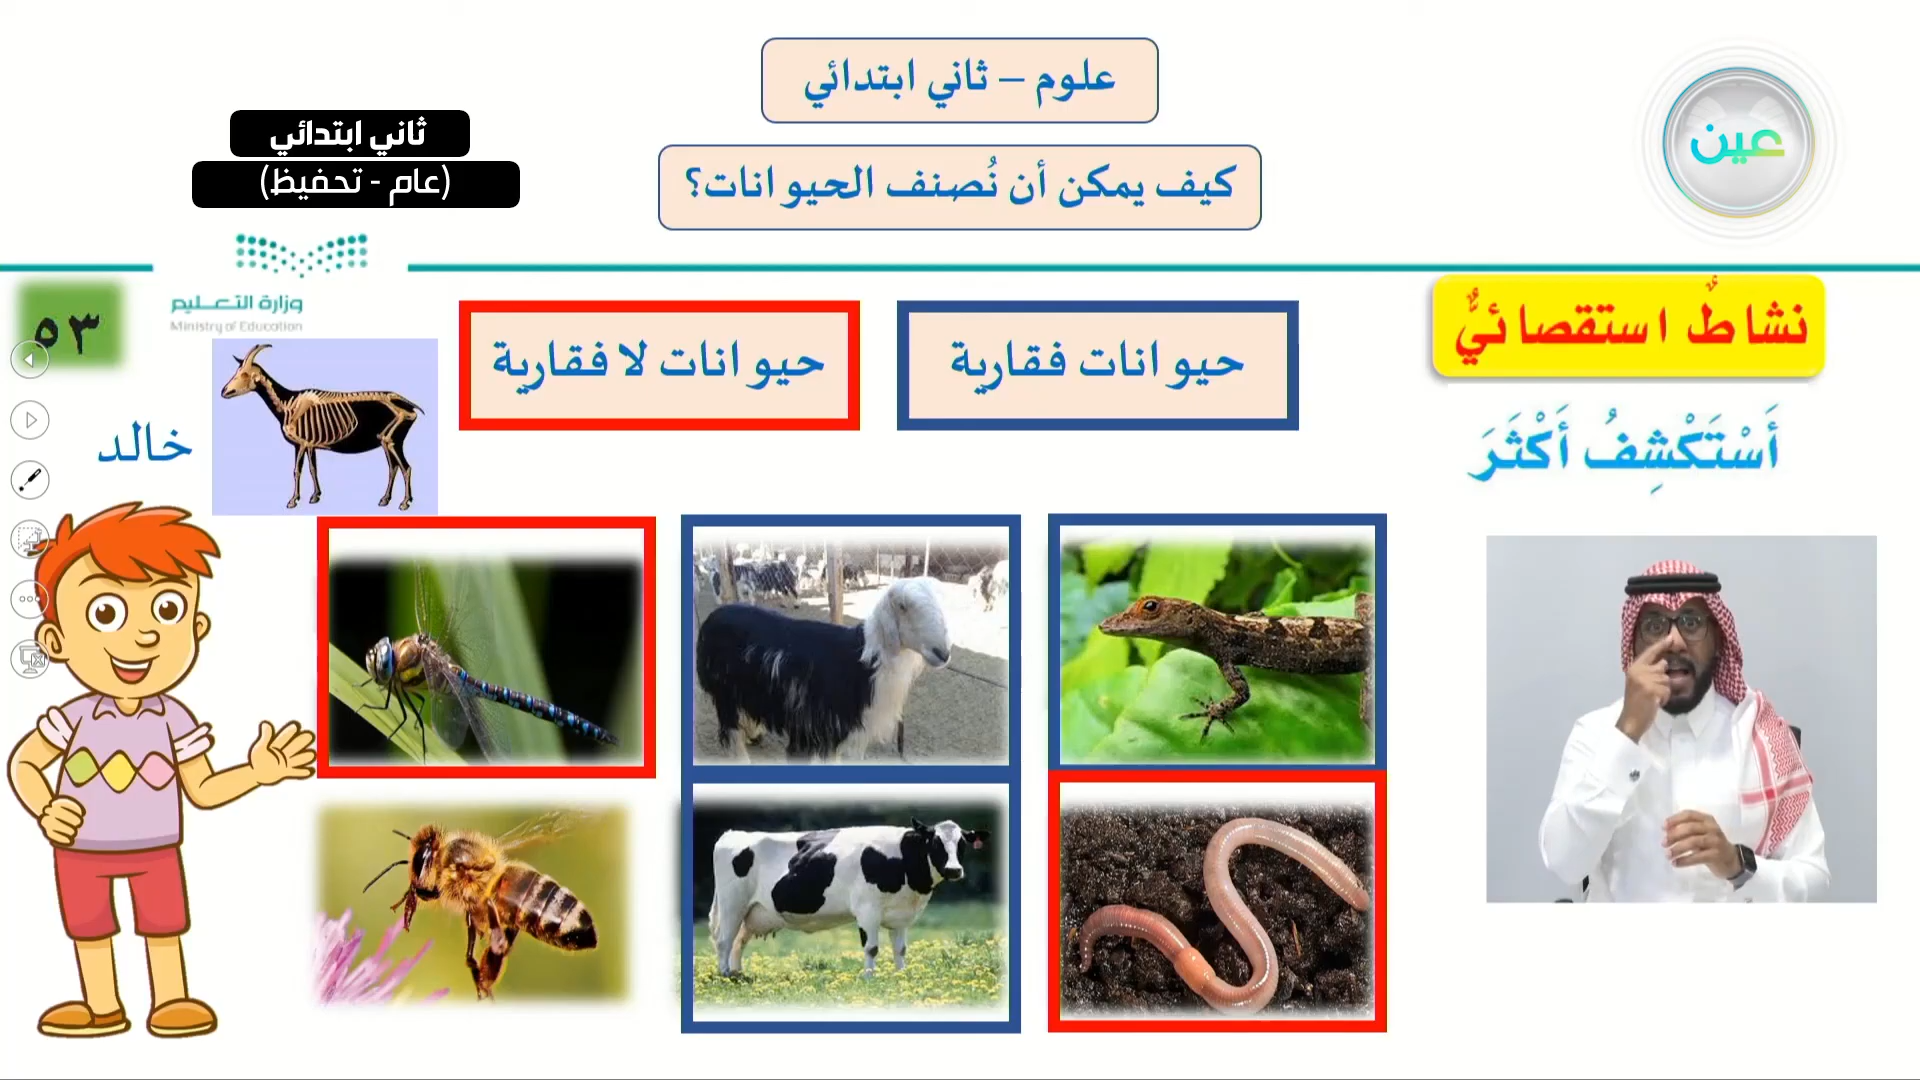 علوم – ثاني ابتدائي
ثاني ابتدائي
(عام - تحفيظ)
كيف يمكن أن نُصنف الحيوانات؟
عين
وزارة التعليم
Ministry of Education
٥٣
نشاطٌ استقصائيٌّ
حيوانات فقارية
حيوانات لا فقارية
أَسْتَكْشِفُ أَكْثَرَ
خالد